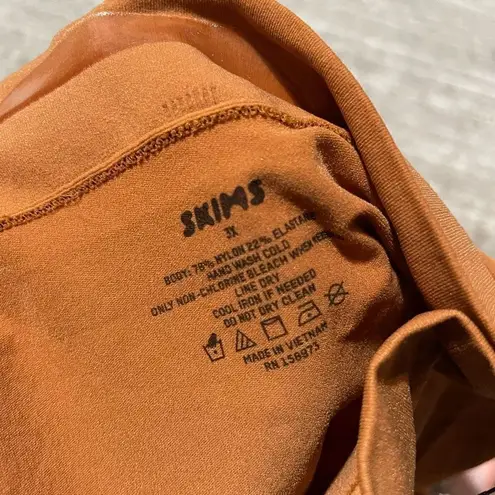 SKIMS
3X
BODY: 78% NYLON 22% ELASTANE
HAND WASH COLD
ONLY NON-CHLORINE BLEACH WHEN NEEDED
LINE DRY
COOL IRON IF NEEDED
DO NOT DRY CLEAN
MADE IN VIETNAM
RN 158973